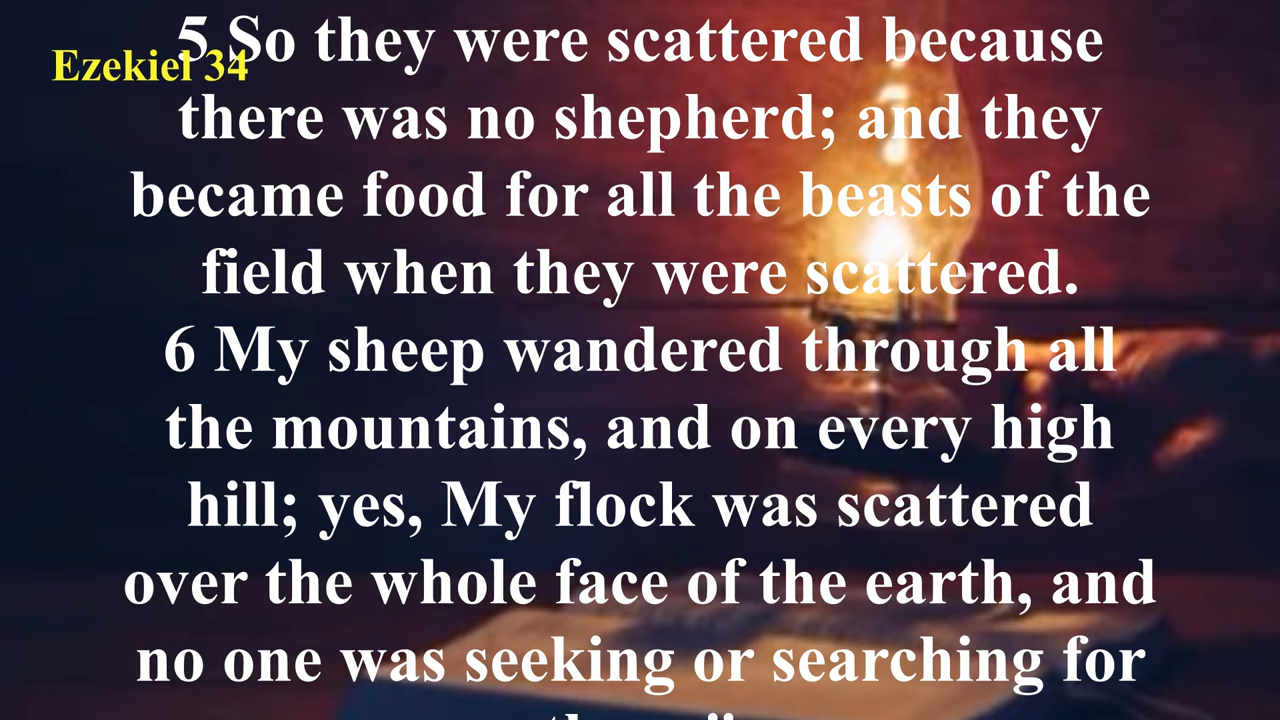 Ezekiel 34
5 So they were scattered because
there was no shepherd; and they
became food for all the beasts of the
field when they were scattered.
6 My sheep wandered through all
the mountains, and on every high
hill; yes, My flock was scattered
over the whole face of the earth, and
no one was seeking or searching for